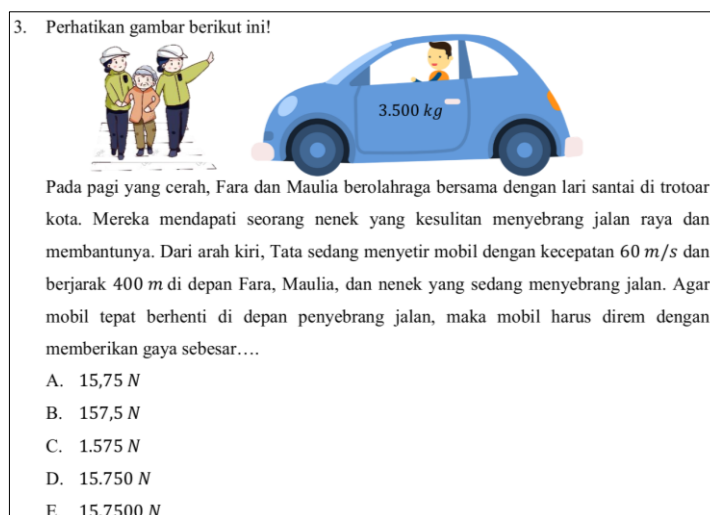 3. Perhatikan gambar berikut ini!
3.500 kg
Pada pagi yang cerah, Fara dan Maulia berolahraga bersama dengan lari santai di trotoar
kota. Mereka mendapati seorang nenek yang kesulitan menyebrang jalan raya dan
membantunya. Dari arah kiri, Tata sedang menyetir mobil dengan kecepatan 60 m/s dan
berjarak 400 m di depan Fara, Maulia, dan nenek yang sedang menyebrang jalan. Agar
mobil tepat berhenti di depan penyebrang jalan, maka mobil harus direm dengan
memberikan gaya sebesar….
A. 15,75 N
B. 157,5 N
C. 1.575 N
D. 15.750 N
E 15.7500 N